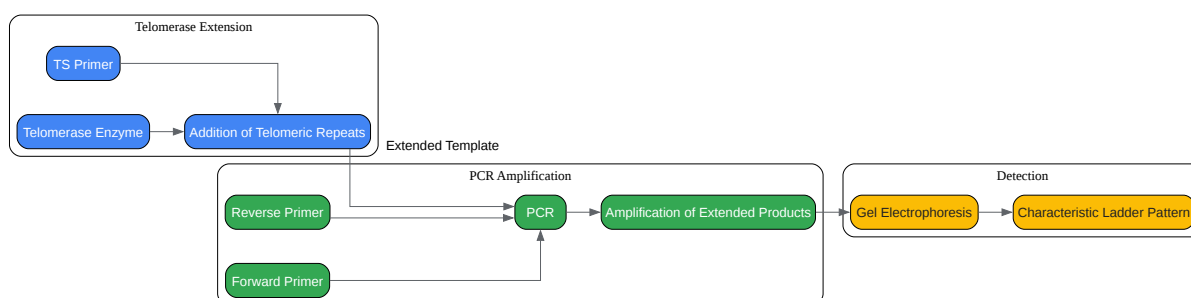 Telomerase Extension
TS Primer
Telomerase Enzyme
Addition of Telomeric Repeats
Extended Template
PCR Amplification
Reverse Primer
PCR
Amplification of Extended Products
Forward Primer
Detection
Gel Electrophoresis
Characteristic Ladder Pattern